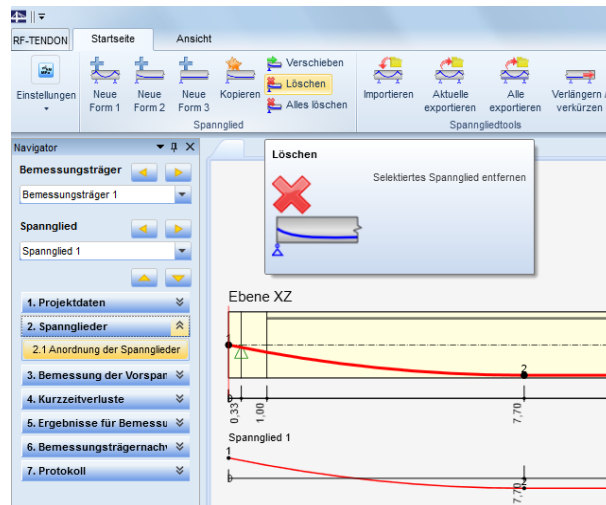 RF-TENDON Startseite Ansicht
Einstellungen
Neue Form 1
Neue Form 2
Neue Form 3
Kopieren
Verschieben
Löschen
Alles löschen
Importieren
Aktuelle exportieren
Alle exportieren
Verlängern / verkürzen
Spannglied
Spanngliedtools
Navigator
Bemessungsträger
Bemessungsträger 1
Spannglied
Spannglied 1
1. Projektdaten
2. Spannglieder
2.1 Anordnung der Spannglieder
3. Bemessung der Vorspan
4. Kurzzeitverluste
5. Ergebnisse für Bemessu
6. Bemessungsträgernach
7. Protokoll
Löschen
Selektiertes Spannglied entfernen
Ebene XZ
1
2
0,33
1,00
7,70
Spannglied 1
1
2
7,70